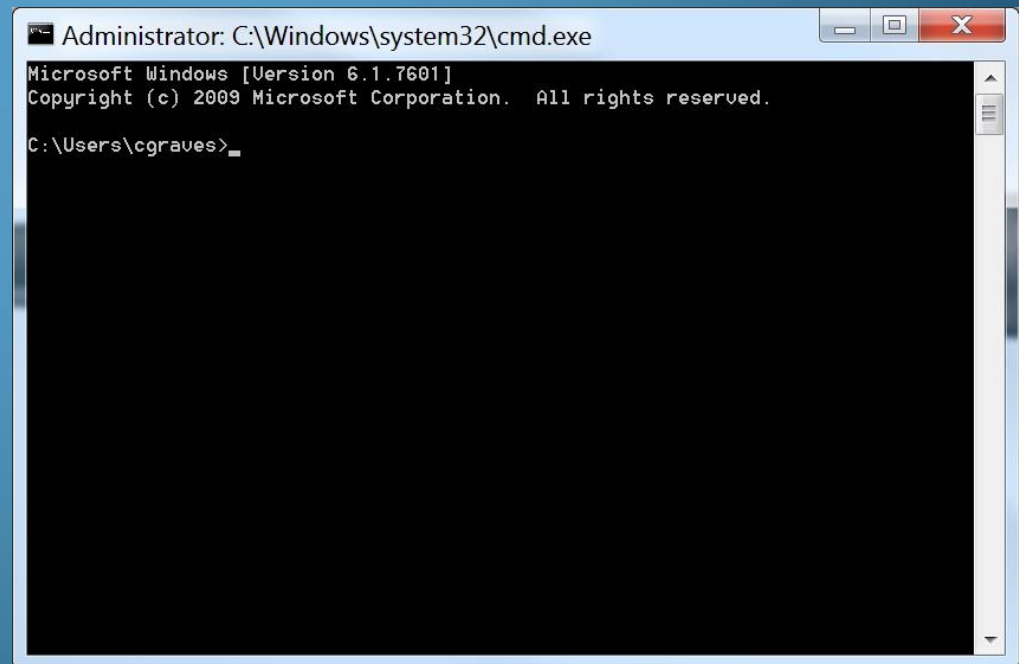 Administrator: C:\Windows\system32\cmd.exe
Microsoft Windows [Version 6.1.7601]
Copyright (c) 2009 Microsoft Corporation.  All rights reserved.
C:\Users\cgraves>_